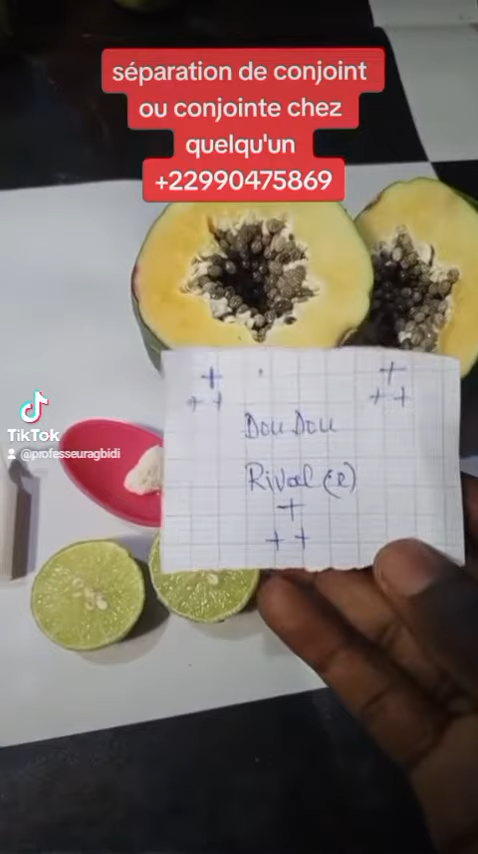 séparation de conjoint
ou conjointe chez
quelqu'un
+22990475869
+ +
+ + + +
Dou Dou
Rival(e)
+
+ +
TikTok
@professeuragbidi